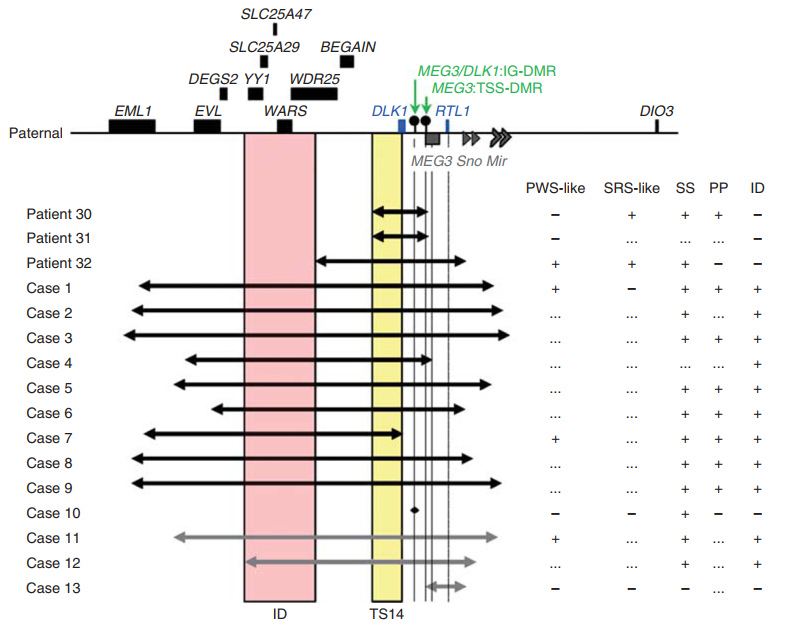 SLC25A47
SLC25A29 BEGAIN
MEG3/DLK1:IG-DMR
DEGS2 YY1 WDR25 MEG3:TSS-DMR
EML1 EVL WARS DLK1 RTL1 DIO3
Paternal
MEG3 Sno Mir
PWS-like SRS-like SS PP ID
Patient 30 – + + + –
Patient 31 – ... ... ... –
Patient 32 + + + – –
Case 1 + – + + +
Case 2 ... ... + ... +
Case 3 ... ... + + +
Case 4 ... ... ... ... +
Case 5 ... ... + + +
Case 6 ... ... + + +
Case 7 + ... + + +
Case 8 ... ... + + +
Case 9 ... ... + + +
Case 10 – – + – –
Case 11 + ... + ... +
Case 12 ... ... + ... +
Case 13 – – – ... –
ID TS14